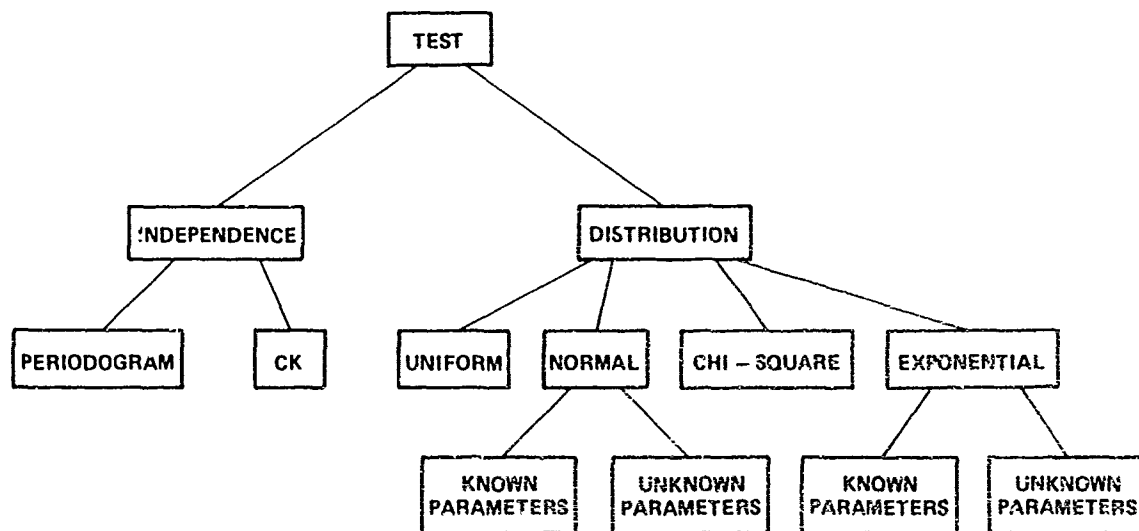 TEST
INDEPENDENCE
DISTRIBUTION
PERIODOGRAM
CK
UNIFORM
NORMAL
CHI – SQUARE
EXPONENTIAL
KNOWN
PARAMETERS
UNKNOWN
PARAMETERS
KNOWN
PARAMETERS
UNKNOWN
PARAMETERS